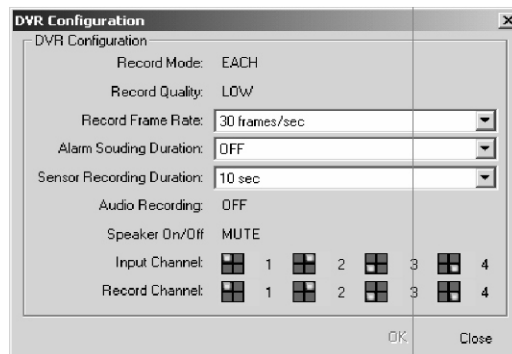 DVR Configuration
DVR Configuration
Record Mode: EACH
Record Quality: LOW
Record Frame Rate: 30 frames/sec
Alarm Souding Duration: OFF
Sensor Recording Duration: 10 sec
Audio Recording: OFF
Speaker On/Off MUTE
Input Channel: 1 2 3 4
Record Channel: 1 2 3 4
OK Close